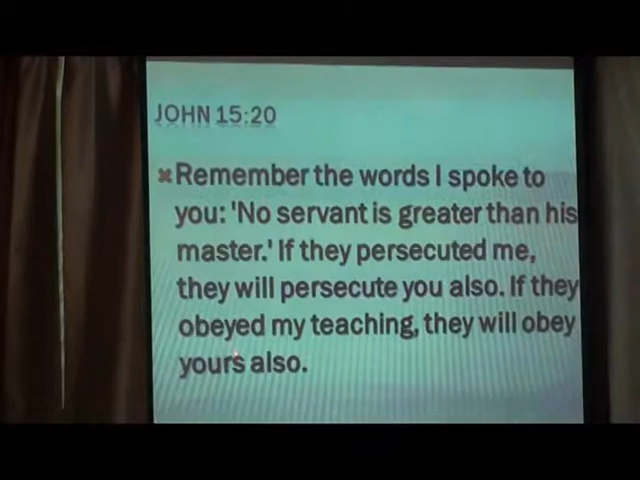 JOHN 15:20
Remember the words I spoke to
you: 'No servant is greater than his
master.' If they persecuted me,
they will persecute you also. If they
obeyed my teaching, they will obey
yours also.